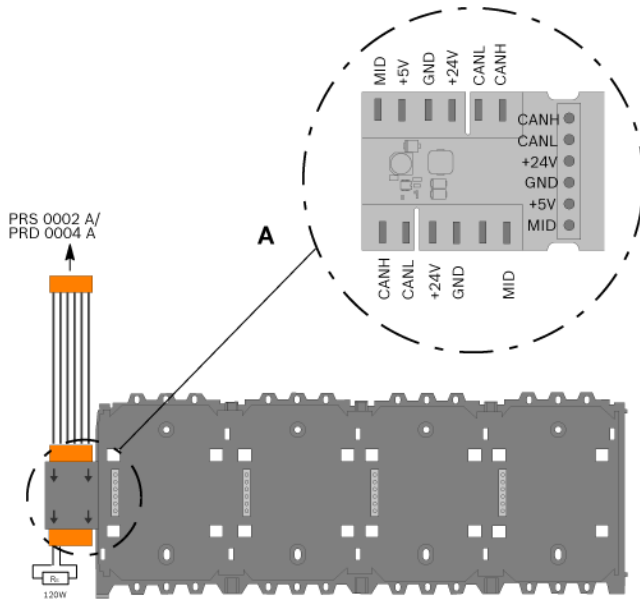 MID +5V GND +24V CANL CANH
CANH
CANL
+24V
GND
+5V
MID
CANH CANL +24V GND MID
PRS 0002 A/
PRD 0004 A
A
120W